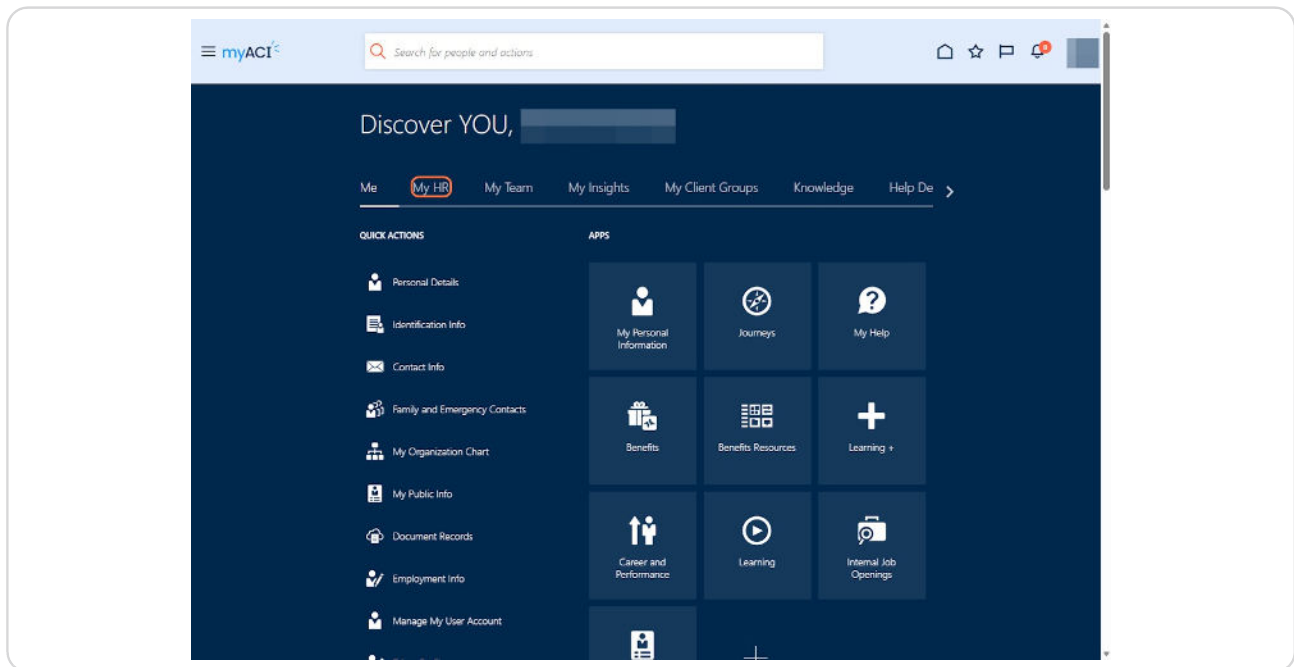 myACI
Search for people and actions
Discover YOU,
Me My HR My Team My Insights My Client Groups Knowledge Help De
QUICK ACTIONS
Personal Details
Identification Info
Contact Info
Family and Emergency Contacts
My Organization Chart
My Public Info
Document Records
Employment Info
Manage My User Account
APPS
My Personal
Information
Journeys
My Help
Benefits
Benefits Resources
Learning +
Career and
Performance
Learning
Internal Job
Openings